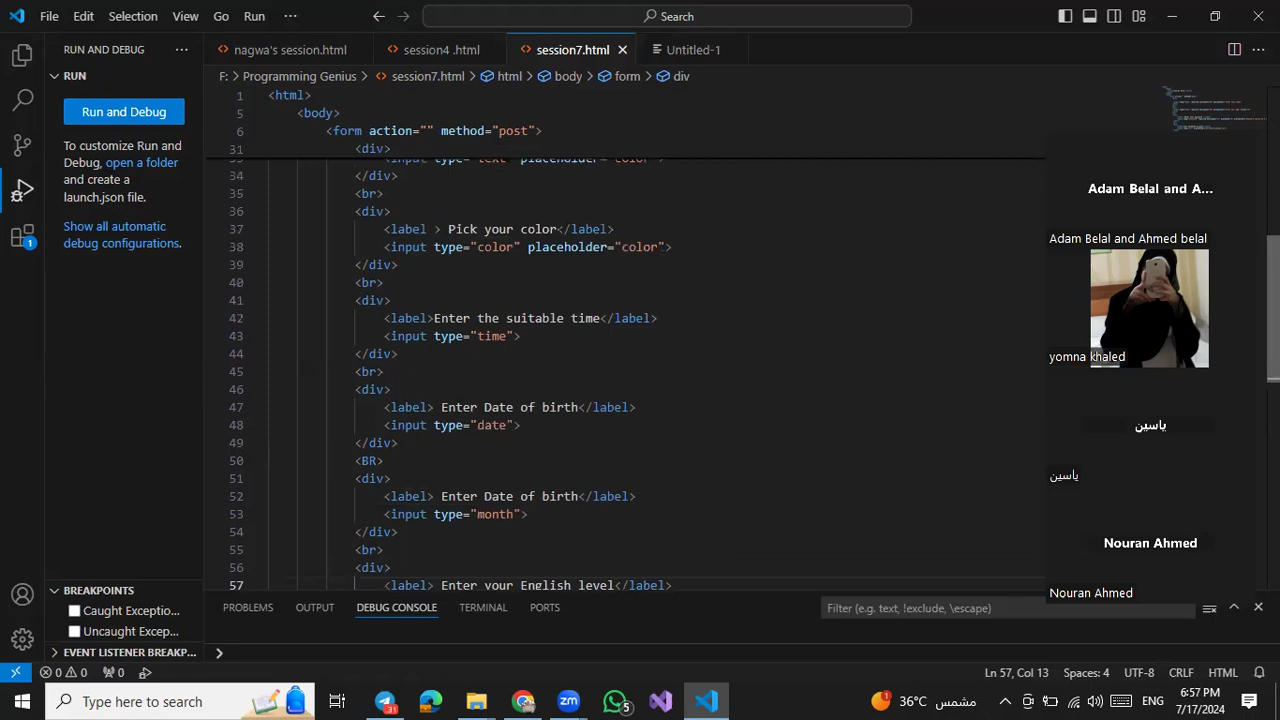 File Edit Selection View Go Run ··· Search
RUN AND DEBUG ···
nagwa's session.html session4 .html session7.html Untitled-1
RUN
F: > Programming Genius > session7.html > html > body > form > div
Run and Debug
To customize Run and
Debug, open a folder
and create a
launch.json file.
Show all automatic
debug configurations.
1 <html>
5 <body>
6 <form action="" method="post">
31 <div>
<input type="text" placeholder="color">
34 </div>
35 <br>
36 <div>
37 <label > Pick your color</label>
38 <input type="color" placeholder="color">
39 </div>
40 <br>
41 <div>
42 <label>Enter the suitable time</label>
43 <input type="time">
44 </div>
45 <br>
46 <div>
47 <label> Enter Date of birth</label>
48 <input type="date">
49 </div>
50 <BR>
51 <div>
52 <label> Enter Date of birth</label>
53 <input type="month">
54 </div>
55 <br>
56 <div>
57 <label> Enter your English level</label>
Adam Belal and A...
Adam Belal and Ahmed belal
yomna khaled
ياسين
ياسين
Nouran Ahmed
Nouran Ahmed
1
BREAKPOINTS
Caught Exceptio...
Uncaught Excep...
EVENT LISTENER BREAKP...
PROBLEMS OUTPUT DEBUG CONSOLE TERMINAL PORTS
Filter (e.g. text, !exclude, \escape)
0 0 0
Ln 57, Col 13 Spaces: 4 UTF-8 CRLF HTML
Type here to search
31
5
1
36°C مشمس
ENG
6:57 PM
7/17/2024